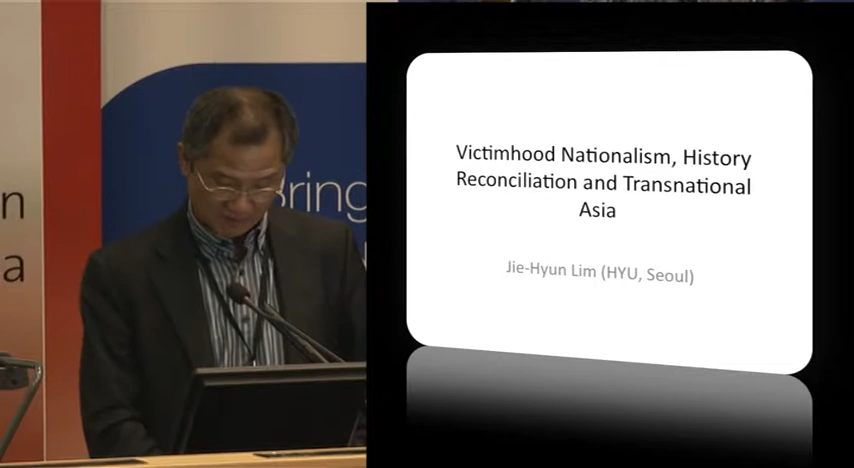 n
a
Bring
Victimhood Nationalism, History
Reconciliation and Transnational
Asia
Jie-Hyun Lim (HYU, Seoul)